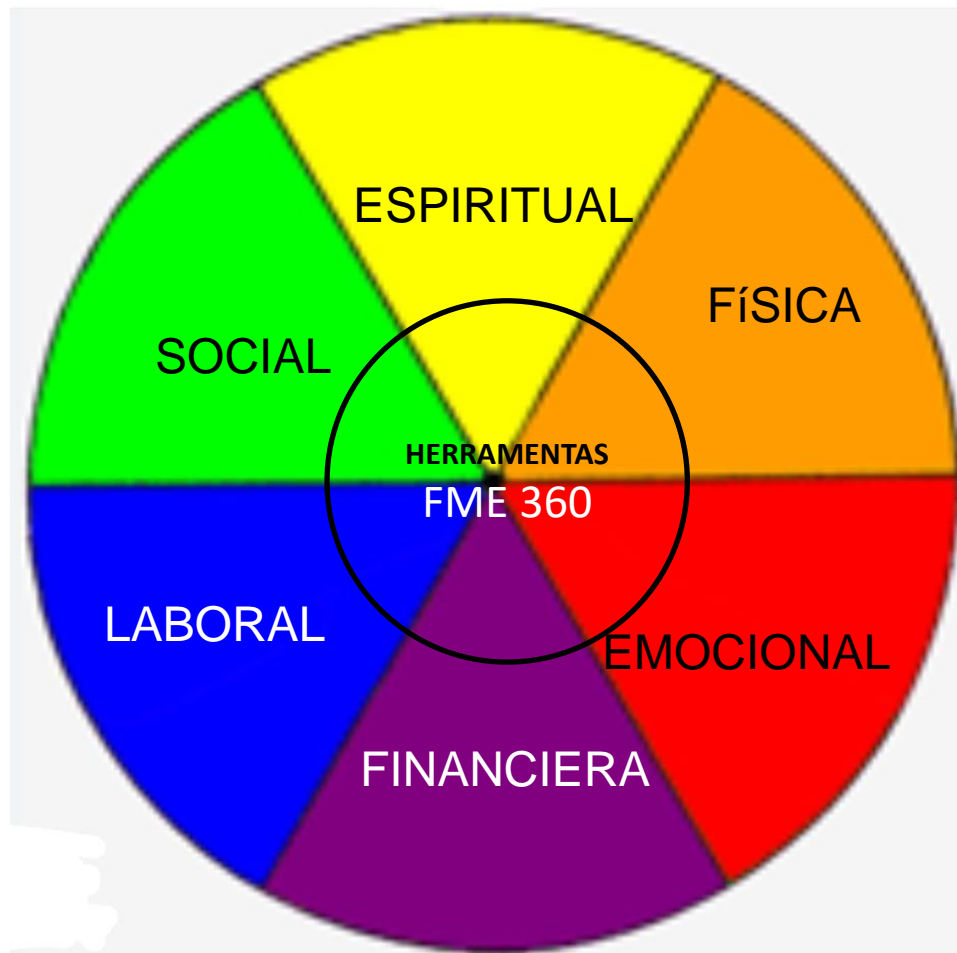 ESPIRITUAL
FíSICA
SOCIAL
HERRAMENTAS
FME 360
LABORAL
EMOCIONAL
FINANCIERA